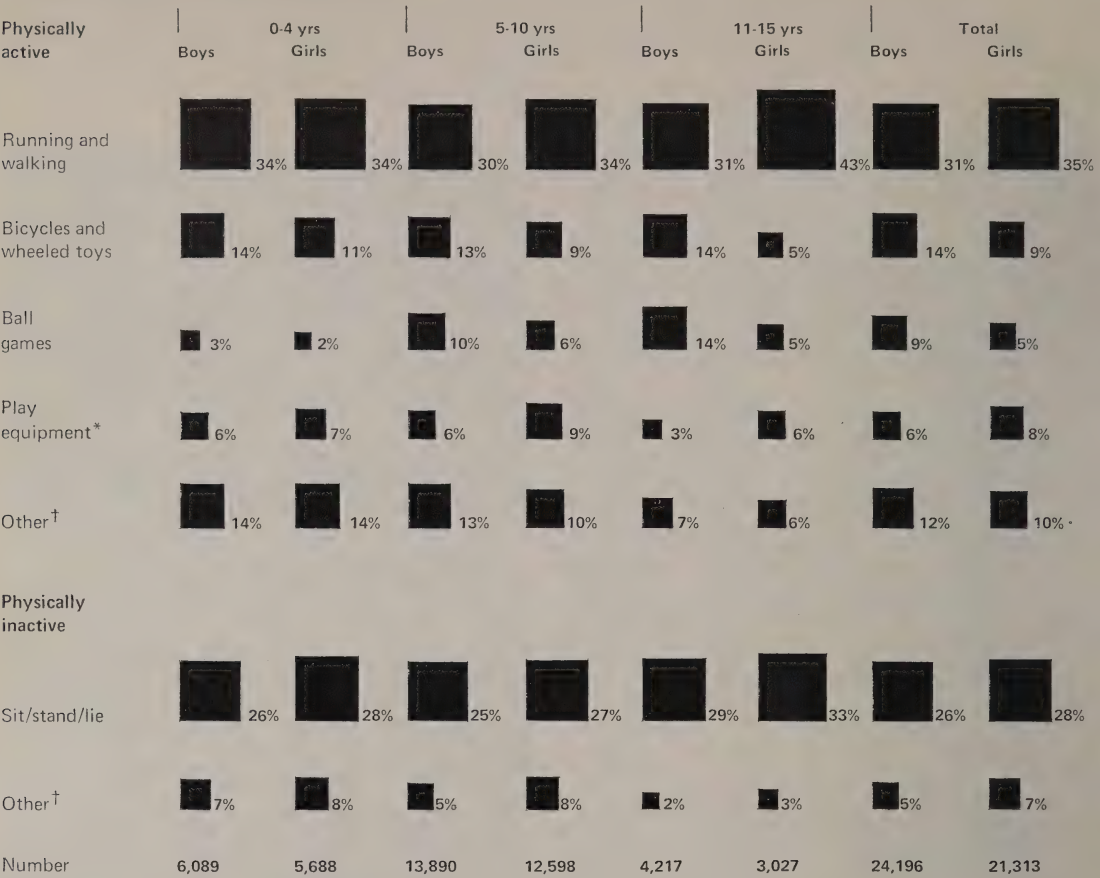 Physically 0-4 yrs 5-10 yrs 11-15 yrs Total
active Boys Girls Boys Girls Boys Girls Boys Girls
Running and
walking 34% 34% 30% 34% 31% 43% 31% 35%
Bicycles and
wheeled toys 14% 11% 13% 9% 14% 5% 14% 9%
Ball
games 3% 2% 10% 6% 14% 5% 9% 5%
Play
equipment* 6% 7% 6% 9% 3% 6% 6% 8%
Other† 14% 14% 13% 10% 7% 6% 12% 10%
Physically
inactive
Sit/stand/lie 26% 28% 25% 27% 29% 33% 26% 28%
Other† 7% 8% 5% 8% 2% 3% 5% 7%
Number 6,089 5,688 13,890 12,598 4,217 3,027 24,196 21,313